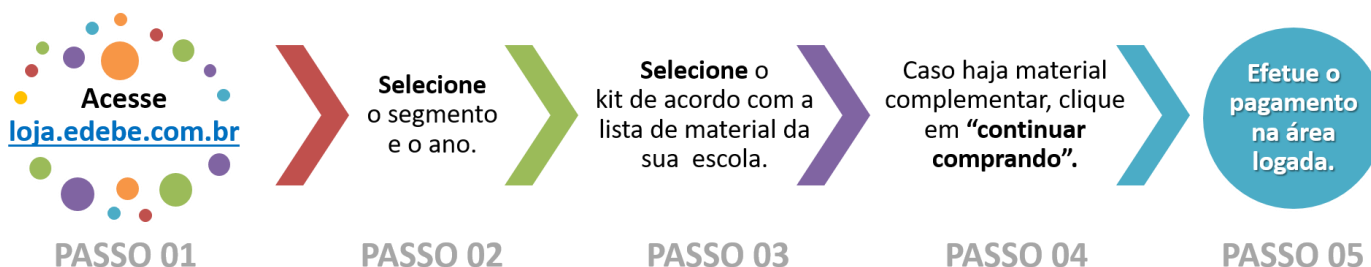 Acesse
loja.edebe.com.br
PASSO 01
Selecione
o segmento
e o ano.
PASSO 02
Selecione o
kit de acordo com a
lista de material da
sua escola.
PASSO 03
Caso haja material
complementar, clique
em “continuar
comprando”.
PASSO 04
Efetue o
pagamento
na área
logada.
PASSO 05